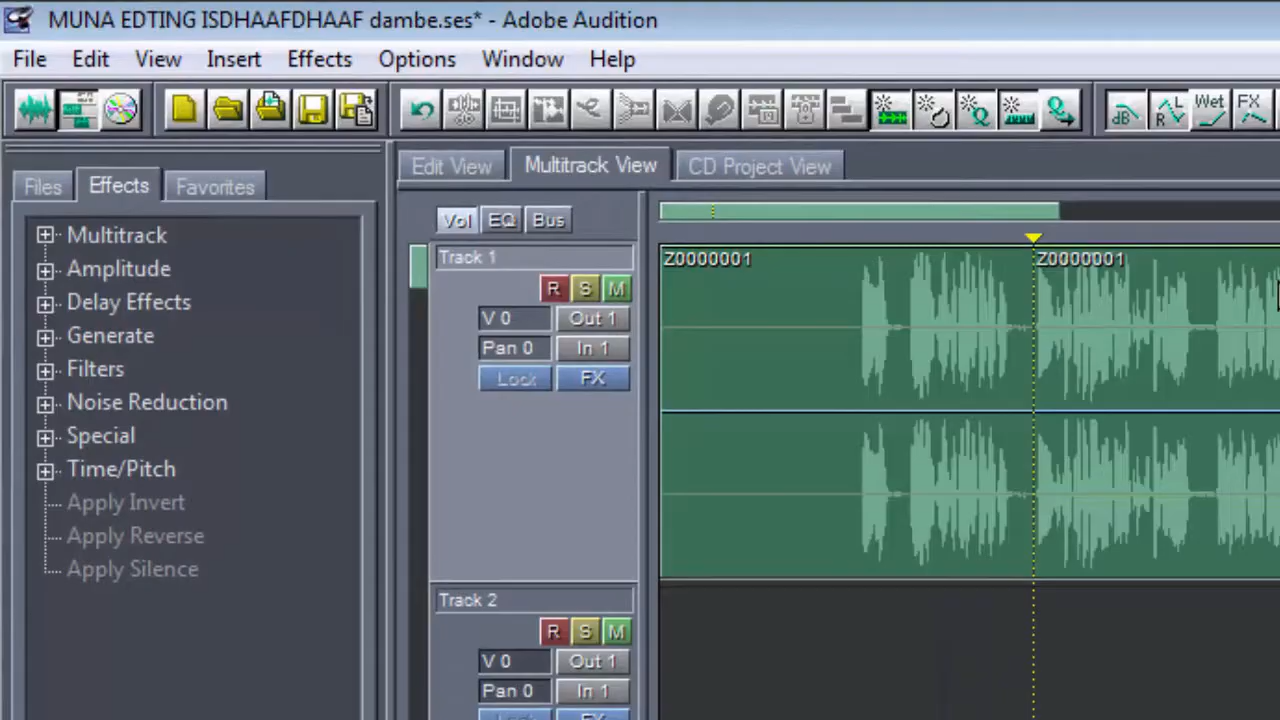 MUNA EDTING ISDHAAFDHAAF dambe.ses* - Adobe Audition
File Edit View Insert Effects Options Window Help
dB L R Wet FX
Edit View Multitrack View CD Project View
Files Effects Favorites
Vol EQ Bus
Multitrack
Amplitude
Delay Effects
Generate
Filters
Noise Reduction
Special
Time/Pitch
Apply Invert
Apply Reverse
Apply Silence
Track 1
R S M
V 0 Out 1
Pan 0 In 1
Lock FX
Z0000001 Z0000001
Track 2
R S M
V 0 Out 1
Pan 0 In 1
Lock FX